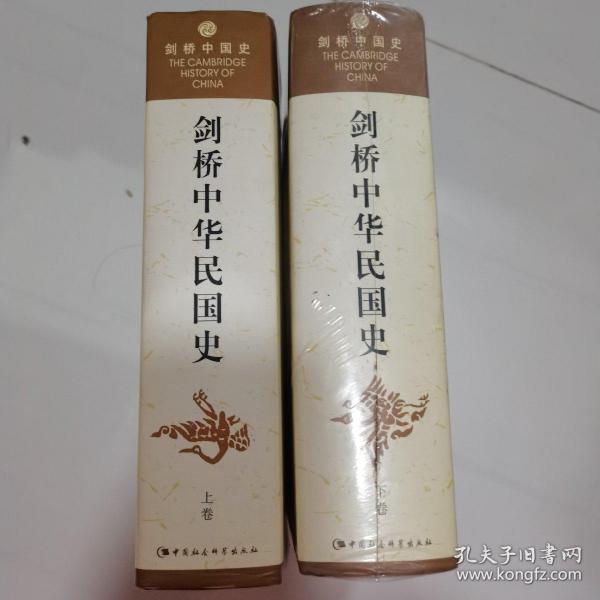 剑桥中国史
THE CAMBRIDGE
HISTORY OF
CHINA
剑桥中华民国史
上卷
中国社会科学出版社
剑桥中国史
THE CAMBRIDGE
HISTORY OF
CHINA
剑桥中华民国史
下卷
中国社会科学出版社
孔夫子旧书网
www.kongfz.com